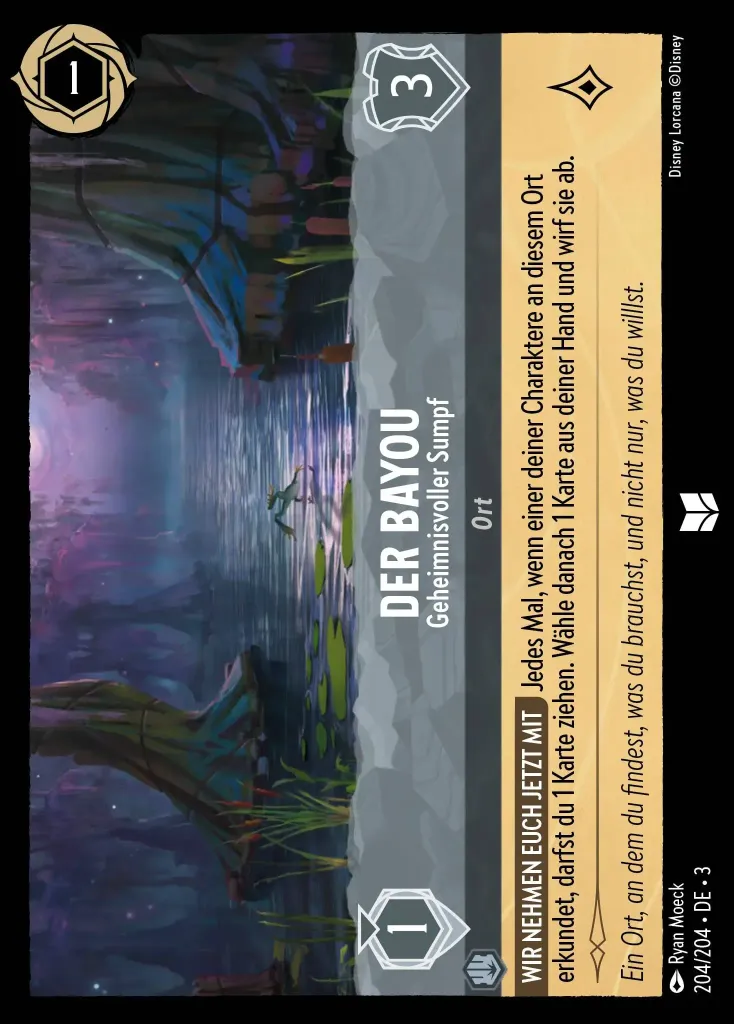 1
3
DER BAYOU
Geheimnisvoller Sumpf
1
Ort
WIR NEHMEN EUCH JETZT MIT Jedes Mal, wenn einer deiner Charaktere an diesem Ort
erkundet, darfst du 1 Karte ziehen. Wähle danach 1 Karte aus deiner Hand und wirf sie ab.
Ein Ort, an dem du findest, was du brauchst, und nicht nur, was du willst.
Ryan Moeck
204/204 • DE • 3
Disney Lorcana ©Disney